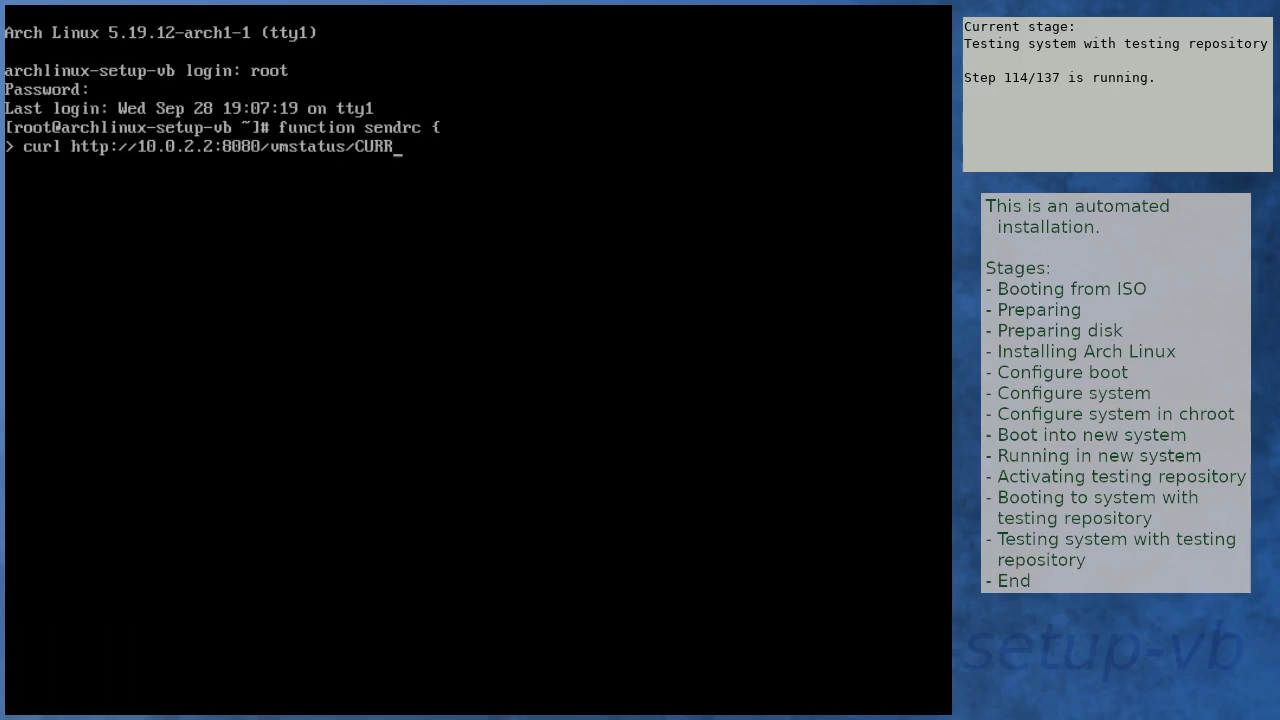 Arch Linux 5.19.12-arch1-1 (tty1)
archlinux-setup-vb login: root
Password:
Last login: Wed Sep 28 19:07:19 on tty1
[root@archlinux-setup-vb ~]# function sendrc {
> curl http://10.0.2.2:8080/vmstatus/CURR_
Current stage:
Testing system with testing repository
Step 114/137 is running.
This is an automated
installation.
Stages:
- Booting from ISO
- Preparing
- Preparing disk
- Installing Arch Linux
- Configure boot
- Configure system
- Configure system in chroot
- Boot into new system
- Running in new system
- Activating testing repository
- Booting to system with
testing repository
- Testing system with testing
repository
- End
-setup-vb